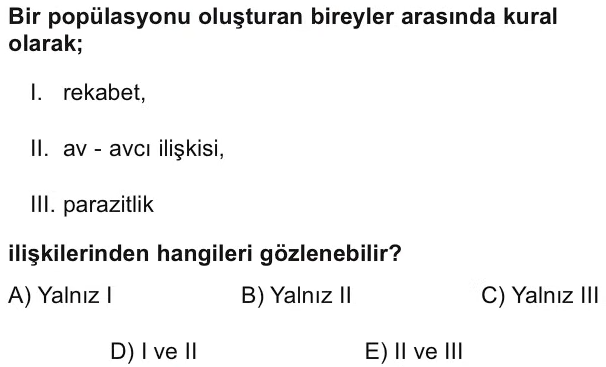 Bir popülasyonu oluşturan bireyler arasında kural
olarak;
I. rekabet,
II. av - avcı ilişkisi,
III. parazitlik
ilişkilerinden hangileri gözlenebilir?
A) Yalnız I B) Yalnız II C) Yalnız III
D) I ve II E) II ve III